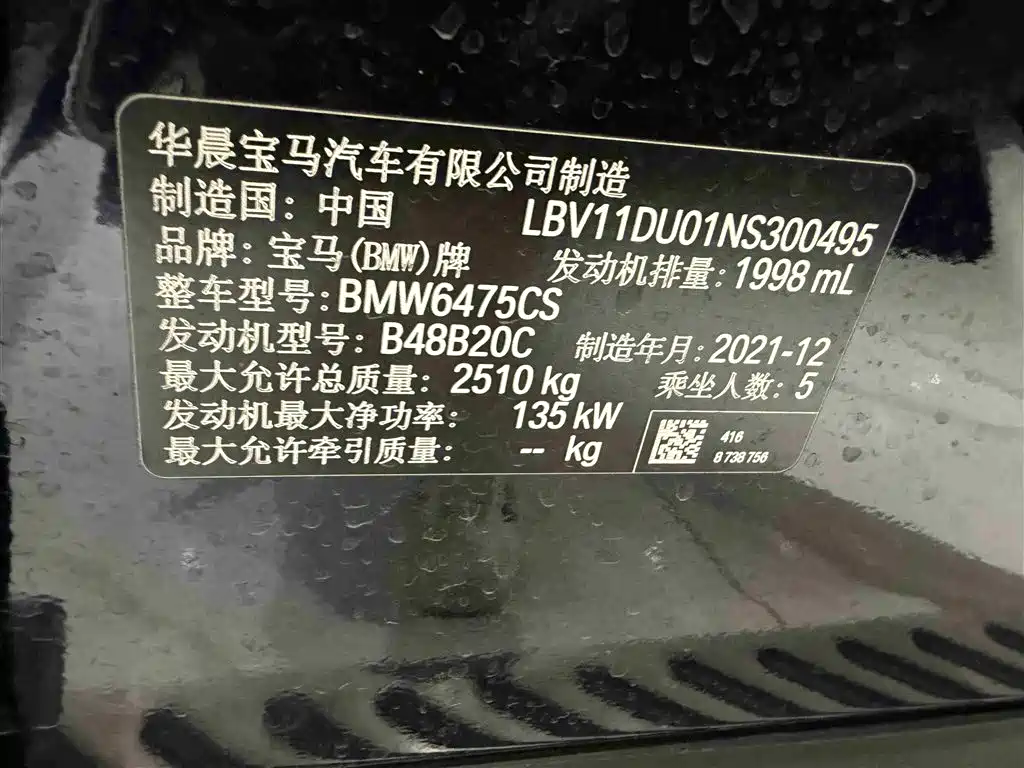 华晨宝马汽车有限公司制造
制造国：中国 LBV11DU01NS300495
品牌：宝马(BMW)牌 发动机排量：1998 mL
整车型号：BMW6475CS
发动机型号：B48B20C 制造年月：2021-12
最大允许总质量：2510 kg 乘坐人数：5
发动机最大净功率：135 kW
最大允许牵引质量：-- kg
416
8 738 756